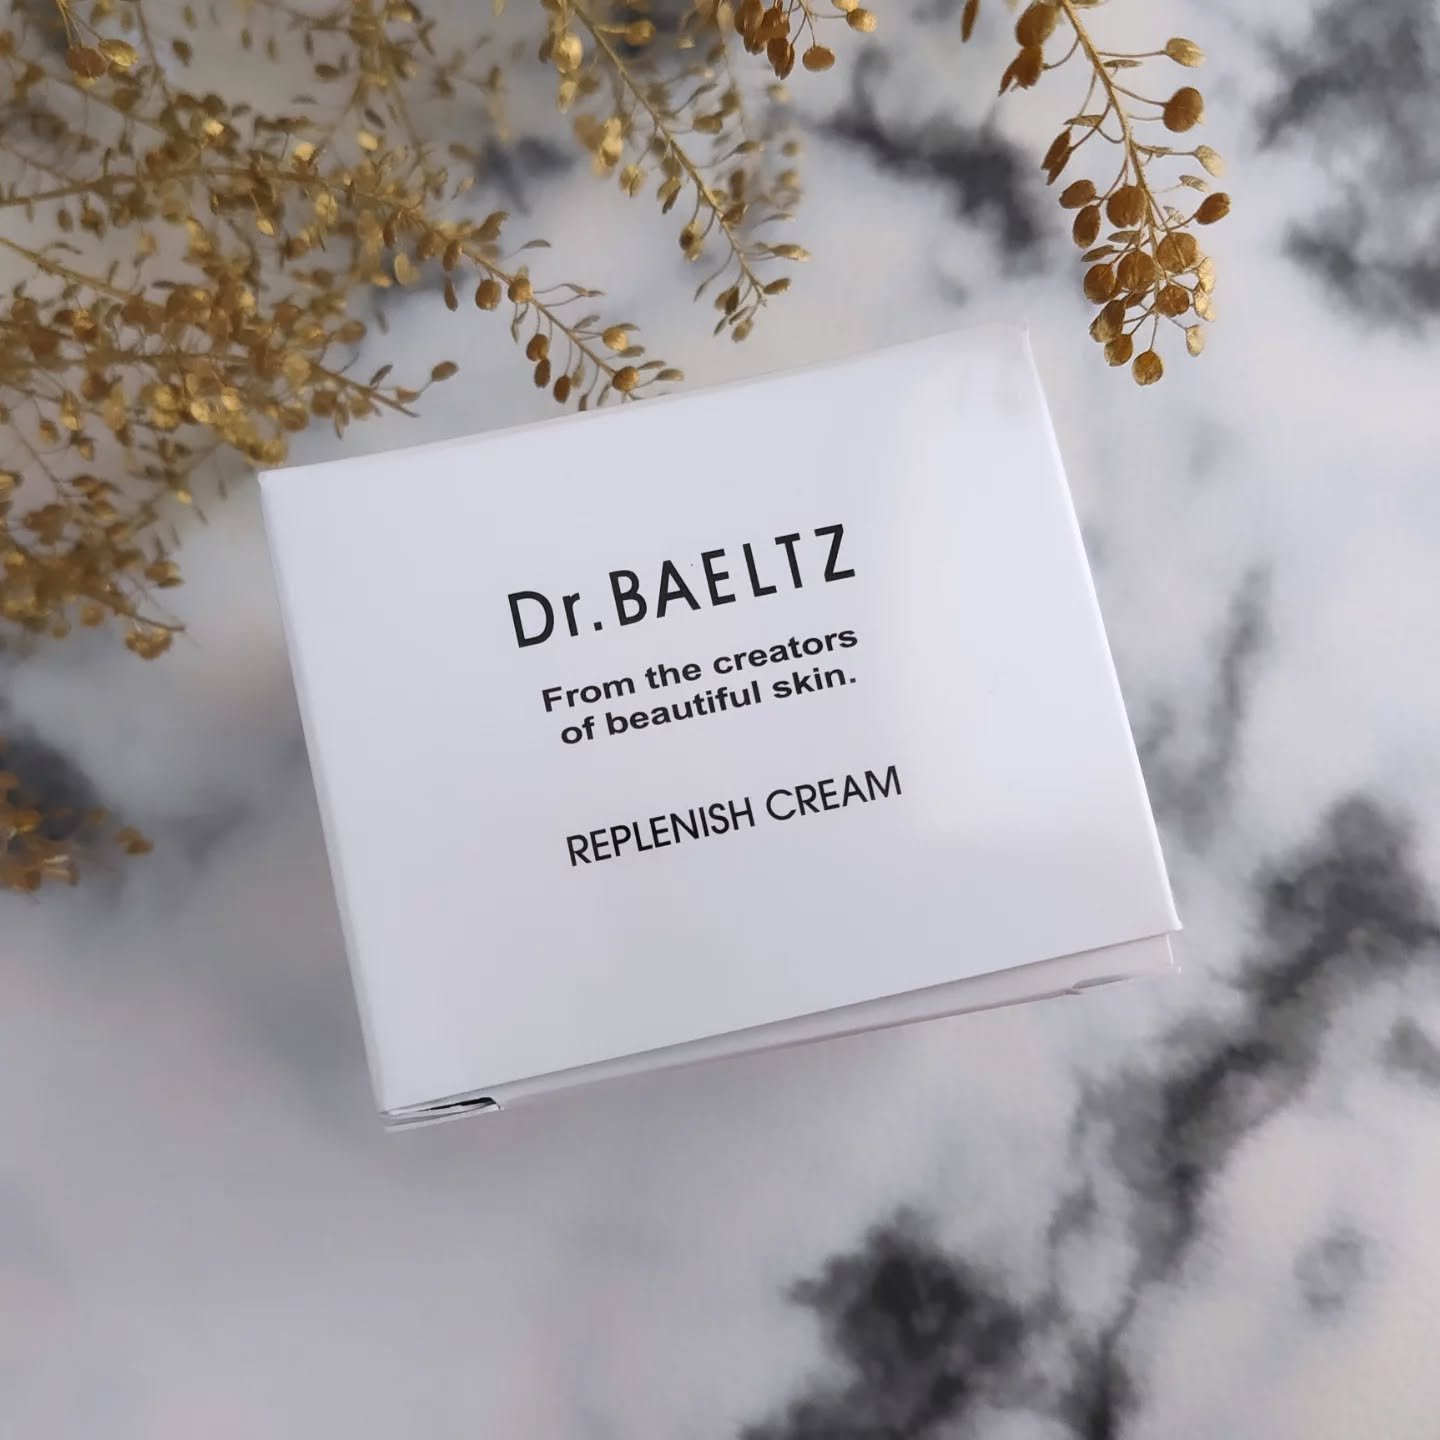 Dr.BAELTZ
From the creators
of beautiful skin.
REPLENISH CREAM